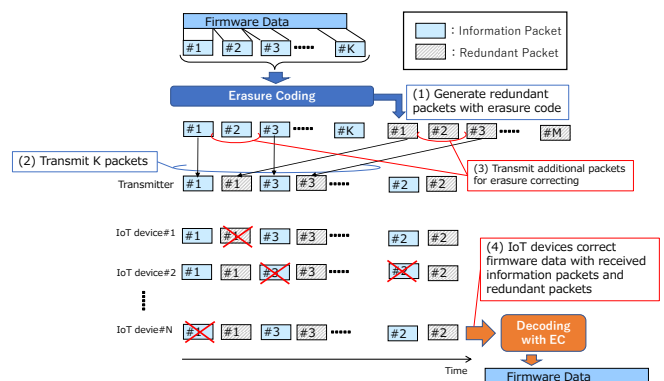 Firmware Data
: Information Packet
: Redundant Packet
#1 #2 #3 ····· #K
Erasure Coding
(1) Generate redundant
packets with erasure code
#1 #2 #3 ····· #K #1 #2 #3 ····· #M
(2) Transmit K packets
(3) Transmit additional packets
for erasure correcting
Transmitter #1 #1 #3 #3 ····· #2 #2
IoT device#1 #1 #1 #3 #3 ····· #2 #2
(4) IoT devices correct
firmware data with received
information packets and
redundant packets
IoT device#2 #1 #1 #3 #3 ····· #2 #2
IoT devie#N #1 #1 #3 #3 ····· #2 #2
Decoding
with EC
Time
Firmware Data